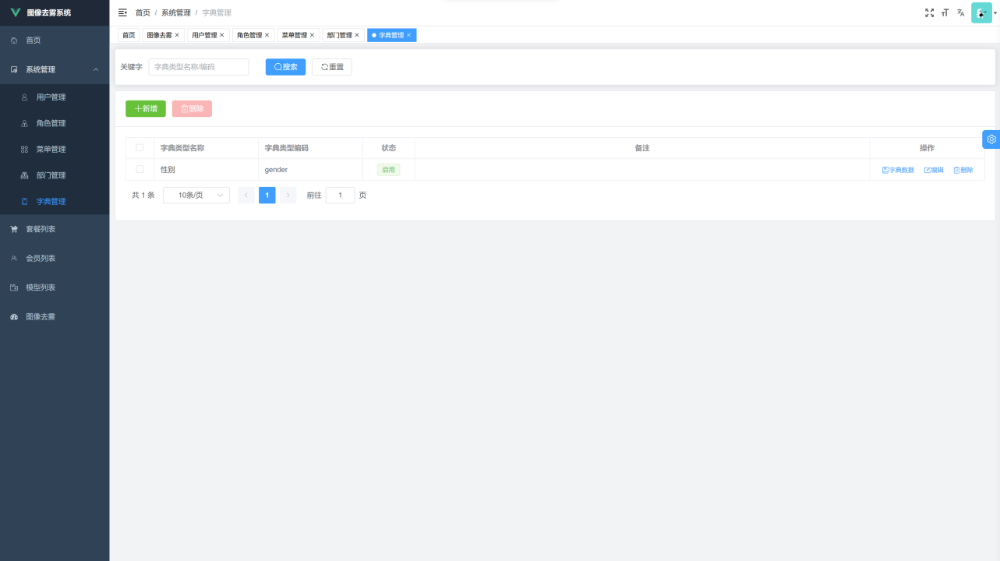 图像去雾系统
首页 / 系统管理 / 字典管理
首页 图像去雾 用户管理 角色管理 菜单管理 部门管理 字典管理
首页
系统管理
用户管理
角色管理
菜单管理
部门管理
字典管理
套餐列表
会员列表
模型列表
图像去雾
关键字 字典类型名称/编码 搜索 重置
新增 删除
字典类型名称 字典类型编码 状态 备注 操作
性别 gender 启用 字典数据 编辑 删除
共 1 条 10条/页 1 前往 1 页